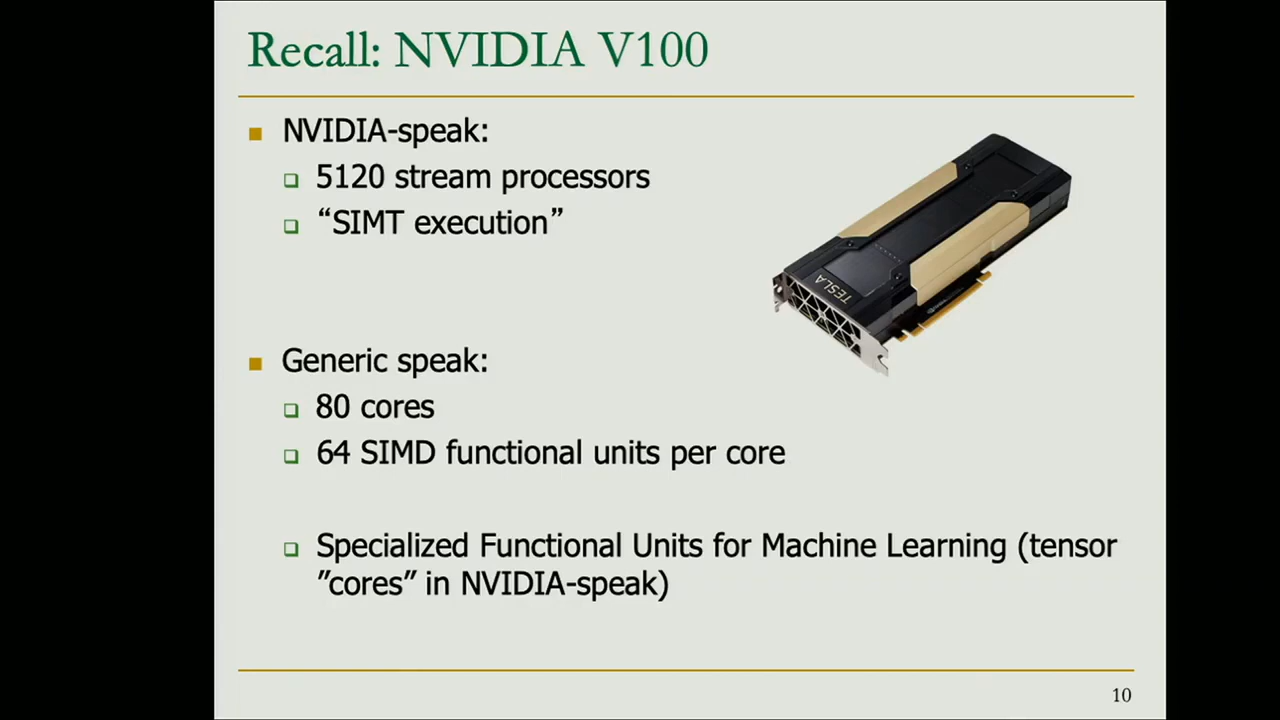 Recall: NVIDIA V100
NVIDIA-speak:
5120 stream processors
“SIMT execution”
TESLA
Generic speak:
80 cores
64 SIMD functional units per core
Specialized Functional Units for Machine Learning (tensor
”cores” in NVIDIA-speak)
10